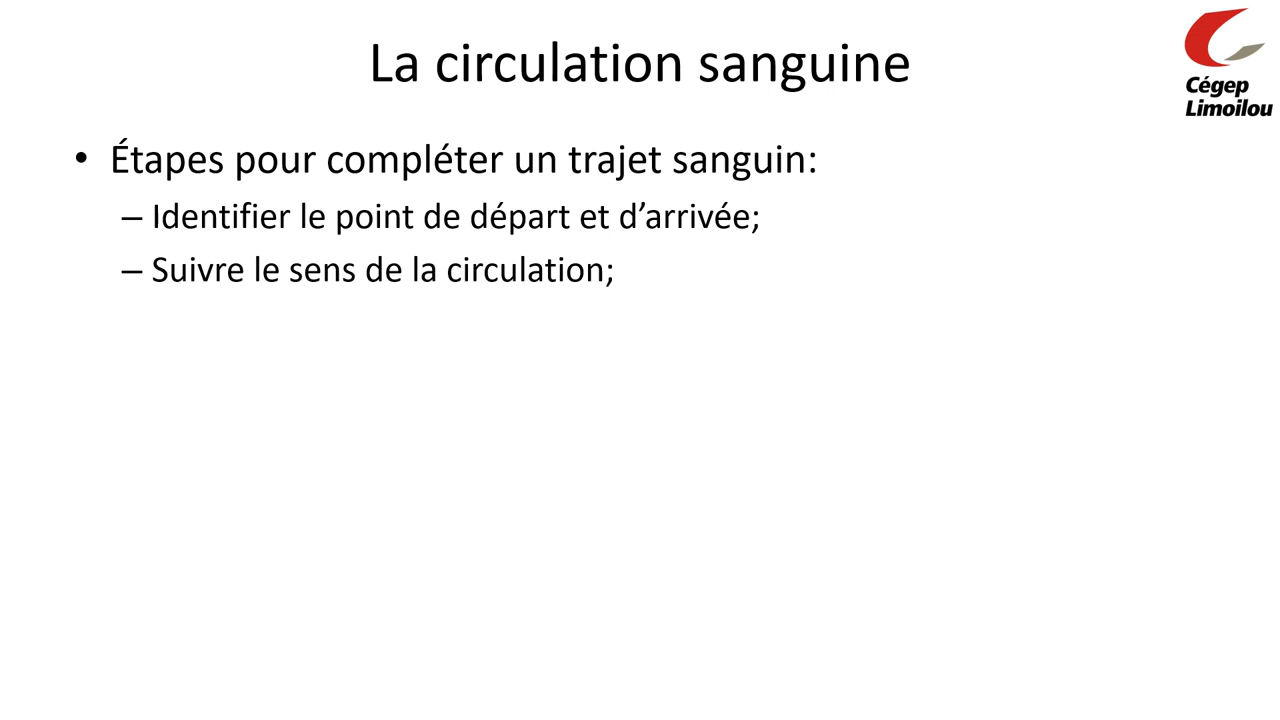 La circulation sanguine
Cégep
Limoilou
• Étapes pour compléter un trajet sanguin:
– Identifier le point de départ et d’arrivée;
– Suivre le sens de la circulation;